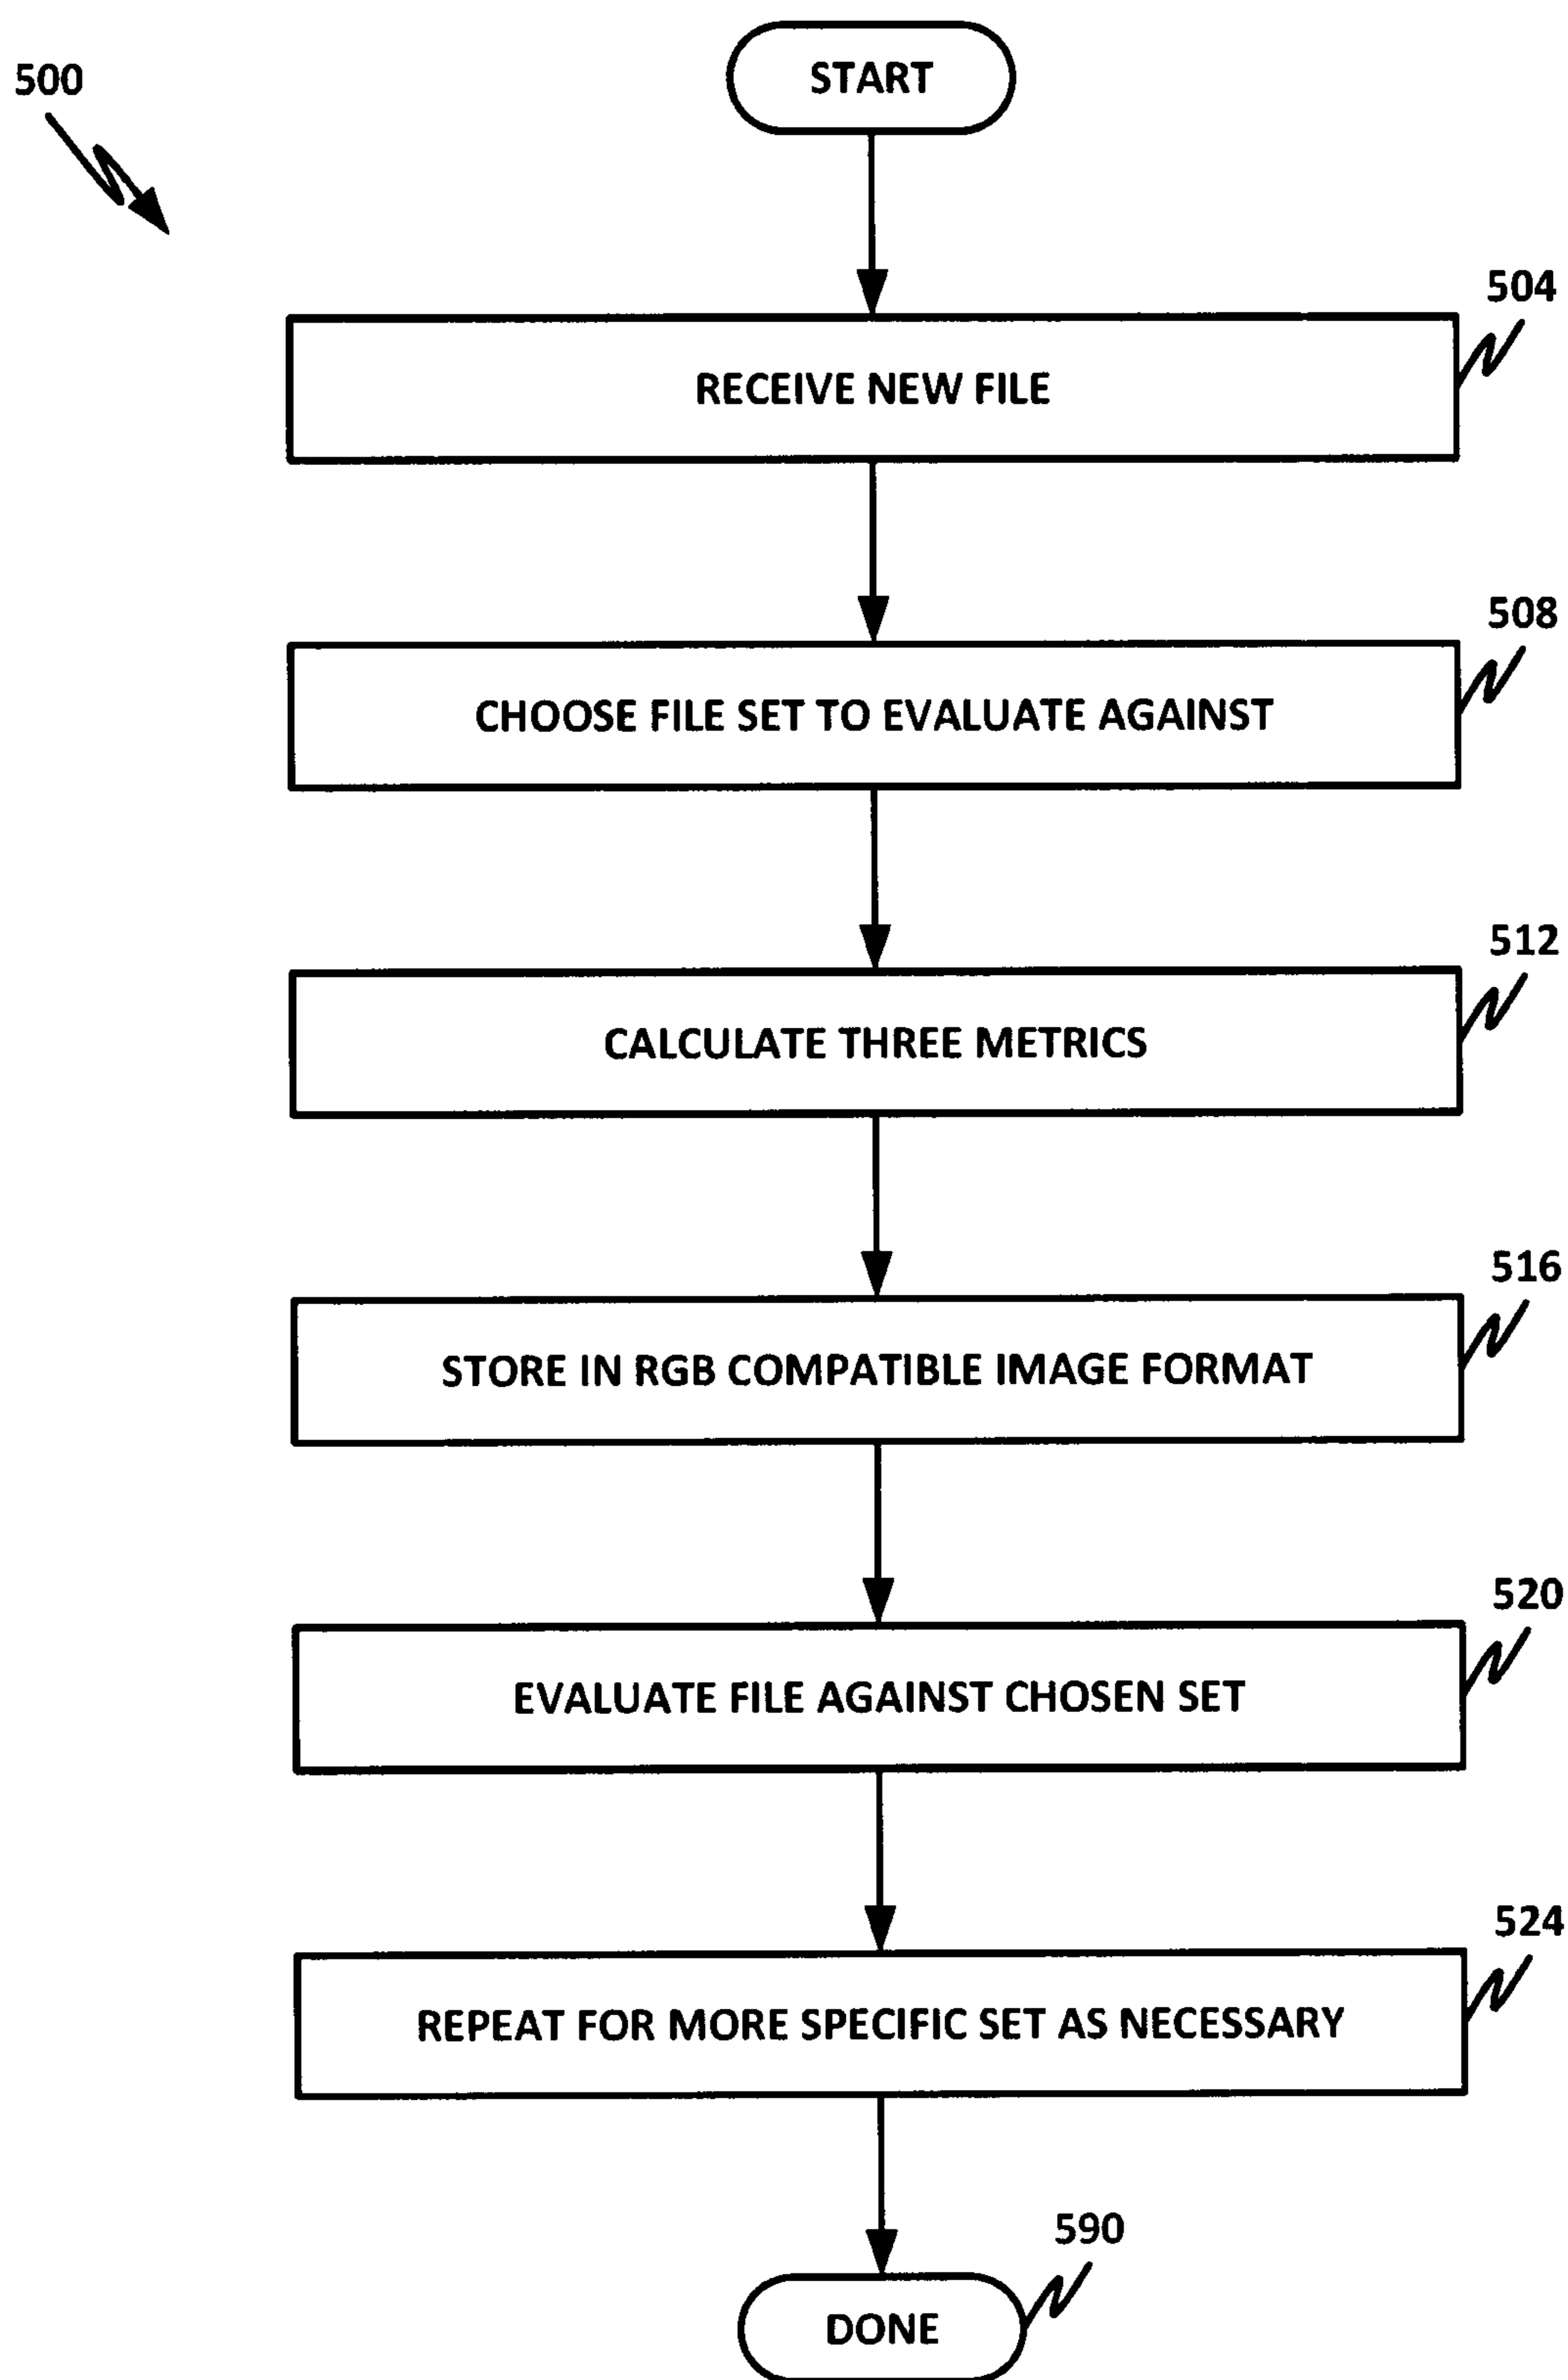 500
START
504
RECEIVE NEW FILE
508
CHOOSE FILE SET TO EVALUATE AGAINST
512
CALCULATE THREE METRICS
516
STORE IN RGB COMPATIBLE IMAGE FORMAT
520
EVALUATE FILE AGAINST CHOSEN SET
524
REPEAT FOR MORE SPECIFIC SET AS NECESSARY
590
DONE